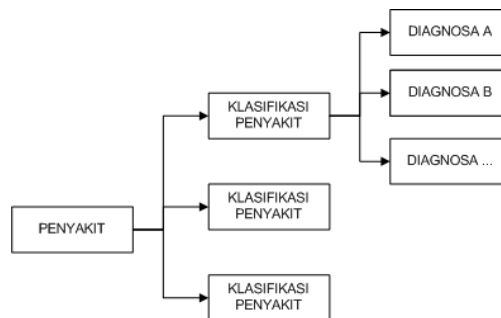 DIAGNOSA A
DIAGNOSA B
DIAGNOSA ...
KLASIFIKASI
PENYAKIT
KLASIFIKASI
PENYAKIT
KLASIFIKASI
PENYAKIT
PENYAKIT